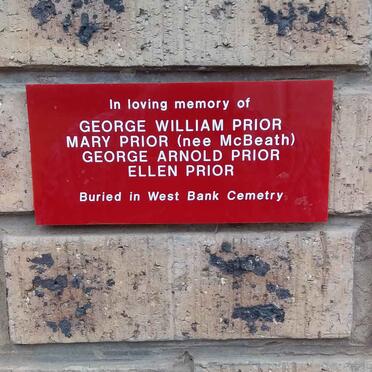 In loving memory of
GEORGE WILLIAM PRIOR
MARY PRIOR (nee McBeath)
GEORGE ARNOLD PRIOR
ELLEN PRIOR
Buried in West Bank Cemetry